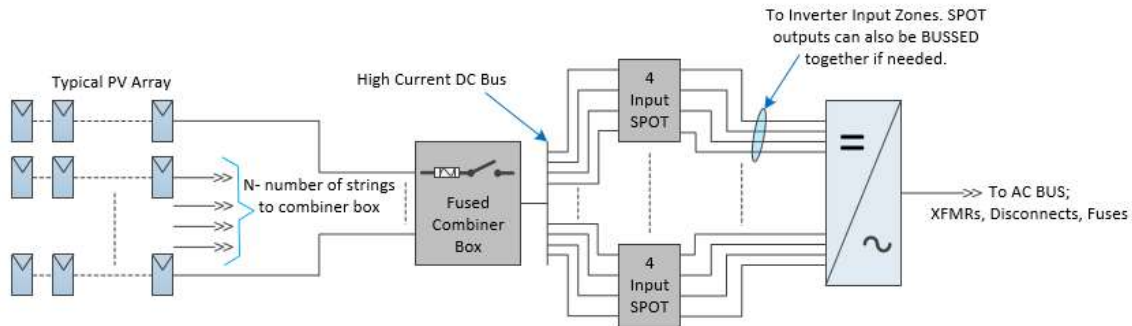 To Inverter Input Zones. SPOT
outputs can also be BUSSED
together if needed.
Typical PV Array
High Current DC Bus
4
Input
SPOT
N- number of strings
to combiner box
Fused
Combiner
Box
To AC BUS;
XFMRs, Disconnects, Fuses
4
Input
SPOT